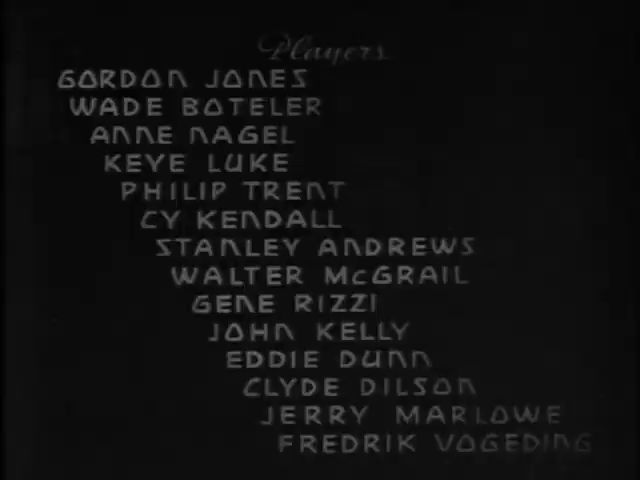 Players
GORDON JONES
WADE BOTELER
ANNE NAGEL
KEYE LUKE
PHILIP TRENT
CY KENDALL
STANLEY ANDREWS
WALTER McGRAIL
GENE RIZZI
JOHN KELLY
EDDIE DUNN
CLYDE DILSON
JERRY MARLOWE
FREDRIK VOGEDING